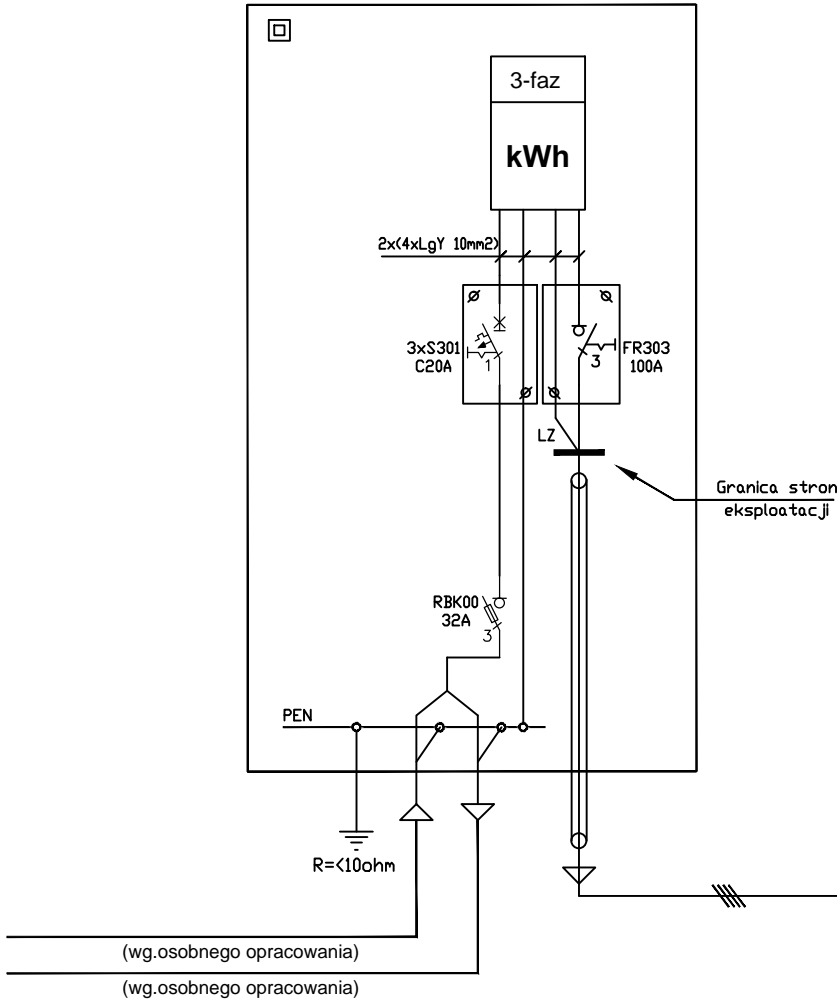 3-faz
kWh
2x(4xLgY 10mm2)
3xS301
C20A
1
3
FR303
100A
LZ
Granica stron
eksploatacji
RBK00
32A
3
PEN
R=<10ohm
(wg.osobnego opracowania)
(wg.osobnego opracowania)